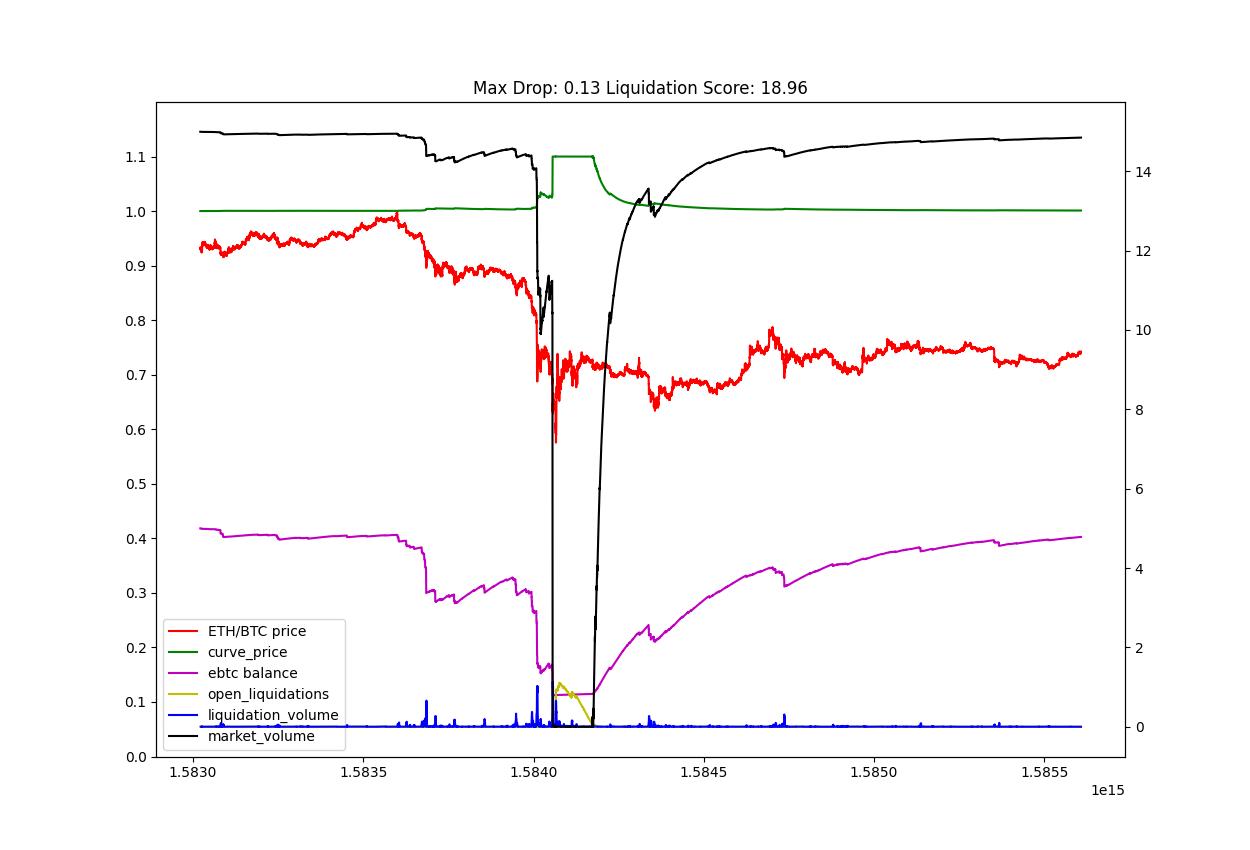 Max Drop: 0.13 Liquidation Score: 18.96
1.1
1.0
0.9
0.8
0.7
0.6
0.5
0.4
0.3
0.2
0.1
0.0
14
12
10
8
6
4
2
0
ETH/BTC price
curve_price
ebtc balance
open_liquidations
liquidation_volume
market_volume
1.5830 1.5835 1.5840 1.5845 1.5850 1.5855
1e15